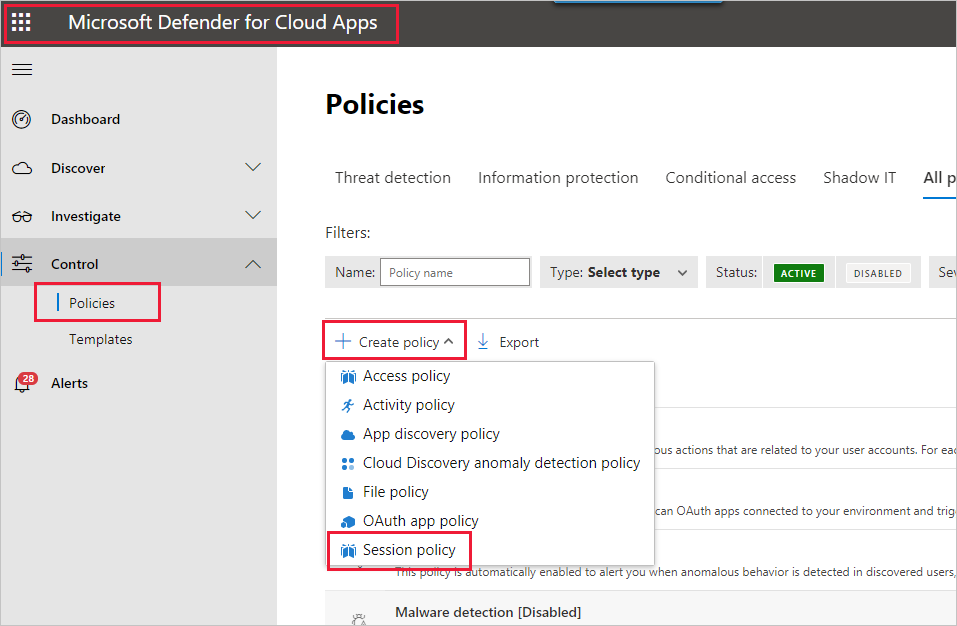 Microsoft Defender for Cloud Apps
Dashboard
Discover
Investigate
Control
Policies
Templates
28
Alerts
Policies
Threat detection Information protection Conditional access Shadow IT All p
Filters:
Name: Policy name Type: Select type Status: ACTIVE DISABLED Sev
Create policy Export
Access policy
Activity policy
App discovery policy
ous actions that are related to your user accounts. For eac
Cloud Discovery anomaly detection policy
File policy
can OAuth apps connected to your environment and trig
OAuth app policy
Session policy
This policy is automatically enabled to alert you when anomalous behavior is detected in discovered users,
Malware detection [Disabled]